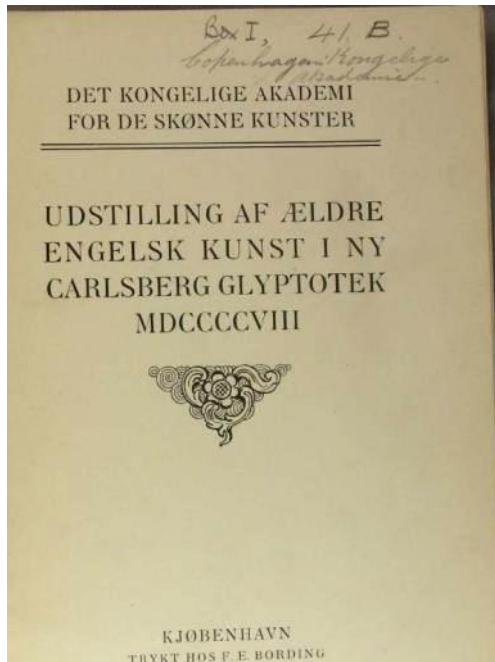 Box I, 41. B.
Copenhagen: Kongelige
Akademie.
DET KONGELIGE AKADEMI
FOR DE SKØNNE KUNSTER
UDSTILLING AF ÆLDRE
ENGELSK KUNST I NY
CARLSBERG GLYPTOTEK
MDCCCCVIII
KJØBENHAVN
TRYKT HOS F. E. BORDING